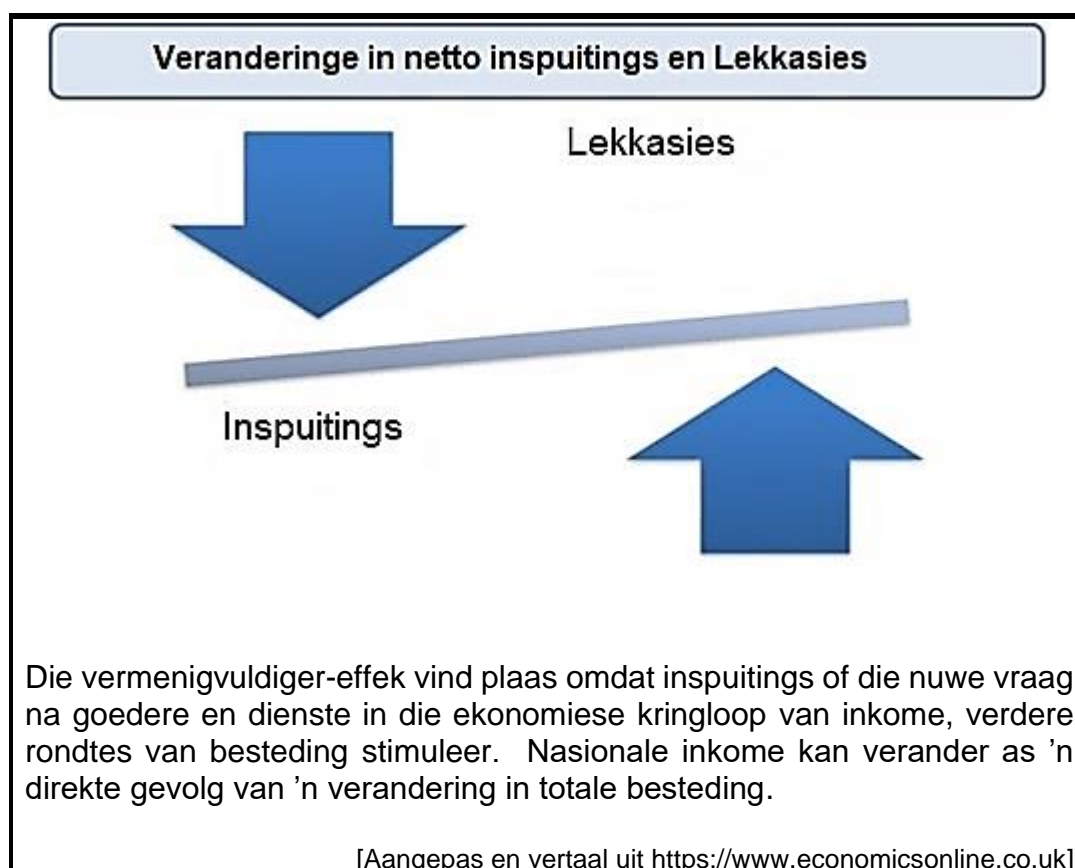 Veranderinge in netto inspuitings en Lekkasies
Lekkasies
Inspuitings
Die vermenigvuldiger-effek vind plaas omdat inspuitings of die nuwe vraag
na goedere en dienste in die ekonomiese kringloop van inkome, verdere
rondtes van besteding stimuleer. Nasionale inkome kan verander as 'n
direkte gevolg van 'n verandering in totale besteding.
[Aangepas en vertaal uit https://www.economicsonline.co.uk]